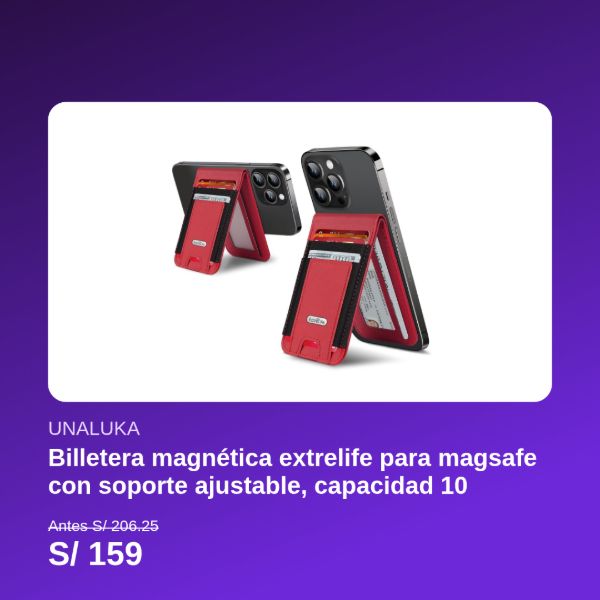 UNALUKA
Billetera magnética extrelife para magsafe
con soporte ajustable, capacidad 10
Antes S/ 206.25
S/ 159